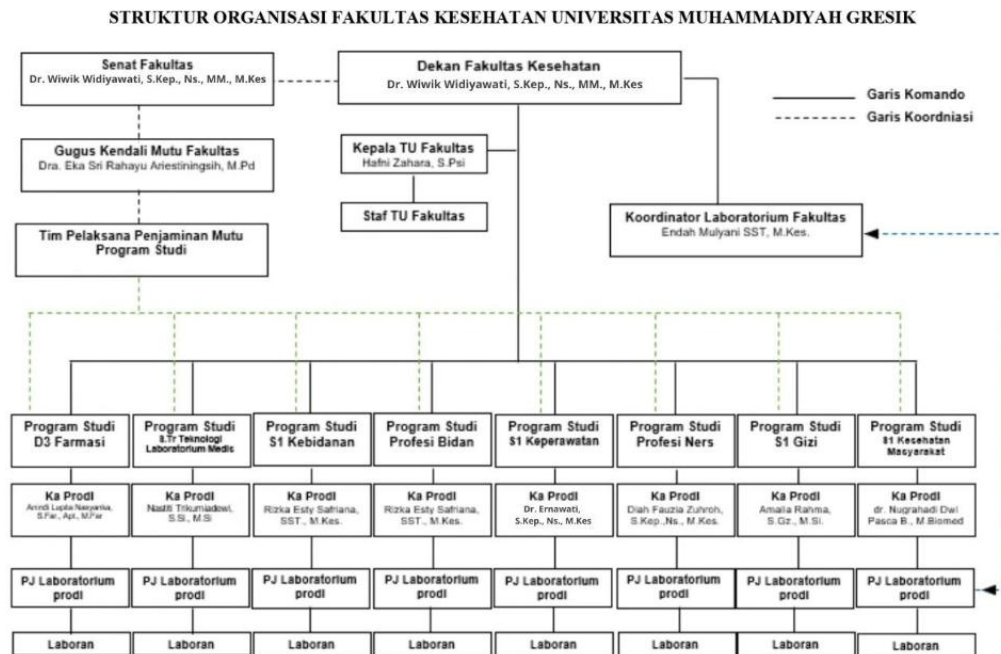 STRUKTUR ORGANISASI FAKULTAS KESEHATAN UNIVERSITAS MUHAMMADIYAH GRESIK
Senat Fakultas
Dr. Wiwik Widiyawati, S.Kep., Ns., MM., M.Kes
Dekan Fakultas Kesehatan
Dr. Wiwik Widiyawati, S.Kep., Ns., MM., M.Kes
Garis Komando
Garis Koordniasi
Gugus Kendali Mutu Fakultas
Dra. Eka Sri Rahayu Ariestiningsih, M.Pd
Kepala TU Fakultas
Hafni Zahara, S.Psi
Staf TU Fakultas
Koordinator Laboratorium Fakultas
Endah Mulyani SST, M.Kes.
Tim Pelaksana Penjaminan Mutu
Program Studi
Program Studi
D3 Farmasi
Program Studi
S.Tr Teknologi
Laboratorium Medis
Program Studi
S1 Kebidanan
Program Studi
Profesi Bidan
Program Studi
S1 Keperawatan
Program Studi
Profesi Ners
Program Studi
S1 Gizi
Program Studi
S1 Kesehatan
Masyarakat
Ka Prodi
Anindi Lupita Nasyanka,
S.Far., Apt., M.Far
Ka Prodi
Nastiti Trikurniadewi,
S.Si., M.Si
Ka Prodi
Rizka Esty Safriana,
SST., M.Kes.
Ka Prodi
Rizka Esty Safriana,
SST., M.Kes.
Ka Prodi
Dr. Ernawati,
S.Kep., Ns., M.Kes
Ka Prodi
Diah Fauzia Zuhroh,
S.Kep.,Ns., M.Kes.
Ka Prodi
Amalia Rahma,
S.Gz., M.Si.
Ka Prodi
dr. Nugrahadi Dwi
Pasca B., M.Biomed
PJ Laboratorium
prodi
PJ Laboratorium
prodi
PJ Laboratorium
prodi
PJ Laboratorium
prodi
PJ Laboratorium
prodi
PJ Laboratorium
prodi
PJ Laboratorium
prodi
PJ Laboratorium
prodi
Laboran
Laboran
Laboran
Laboran
Laboran
Laboran
Laboran
Laboran